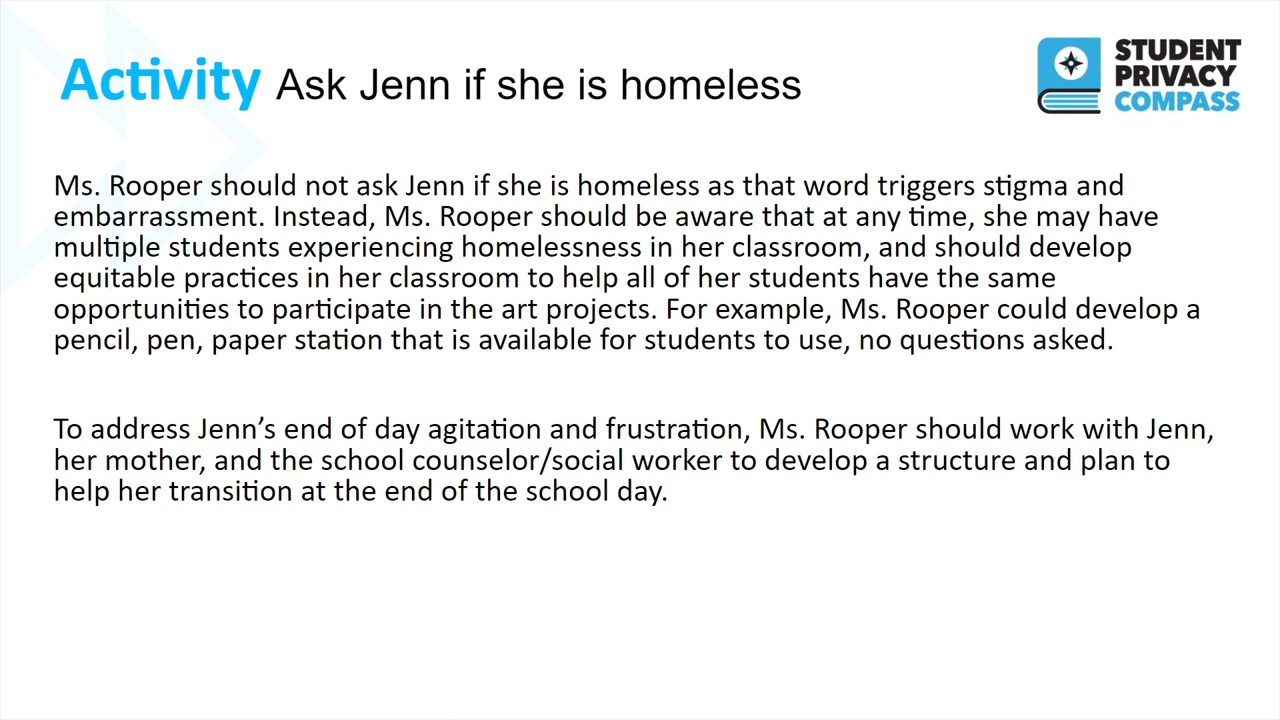 Activity Ask Jenn if she is homeless
STUDENT
PRIVACY
COMPASS
Ms. Rooper should not ask Jenn if she is homeless as that word triggers stigma and
embarrassment. Instead, Ms. Rooper should be aware that at any time, she may have
multiple students experiencing homelessness in her classroom, and should develop
equitable practices in her classroom to help all of her students have the same
opportunities to participate in the art projects. For example, Ms. Rooper could develop a
pencil, pen, paper station that is available for students to use, no questions asked.
To address Jenn’s end of day agitation and frustration, Ms. Rooper should work with Jenn,
her mother, and the school counselor/social worker to develop a structure and plan to
help her transition at the end of the school day.